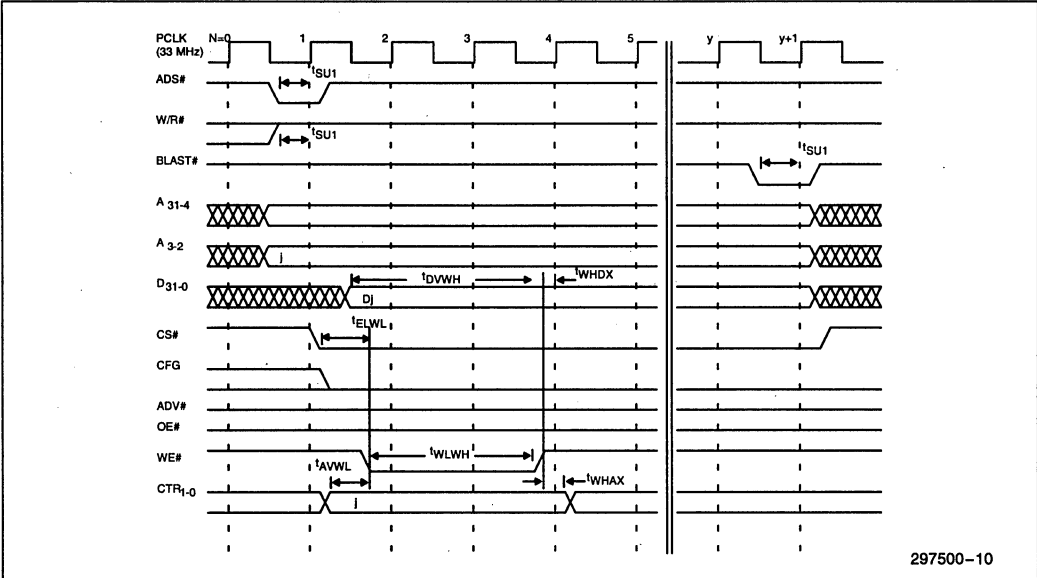 PCLK N=0 1 2 3 4 5 y y+1
(33 MHz)
ADS# tSU1
W/R# tSU1
BLAST# tSU1
A 31-4
A 3-2 j
D31-0 tDVWH tWHDX
Dj
CS# tELWL
CFG
ADV#
OE#
WE# tWLWH
tAVWL tWHAX
CTR1-0 j
297500-10